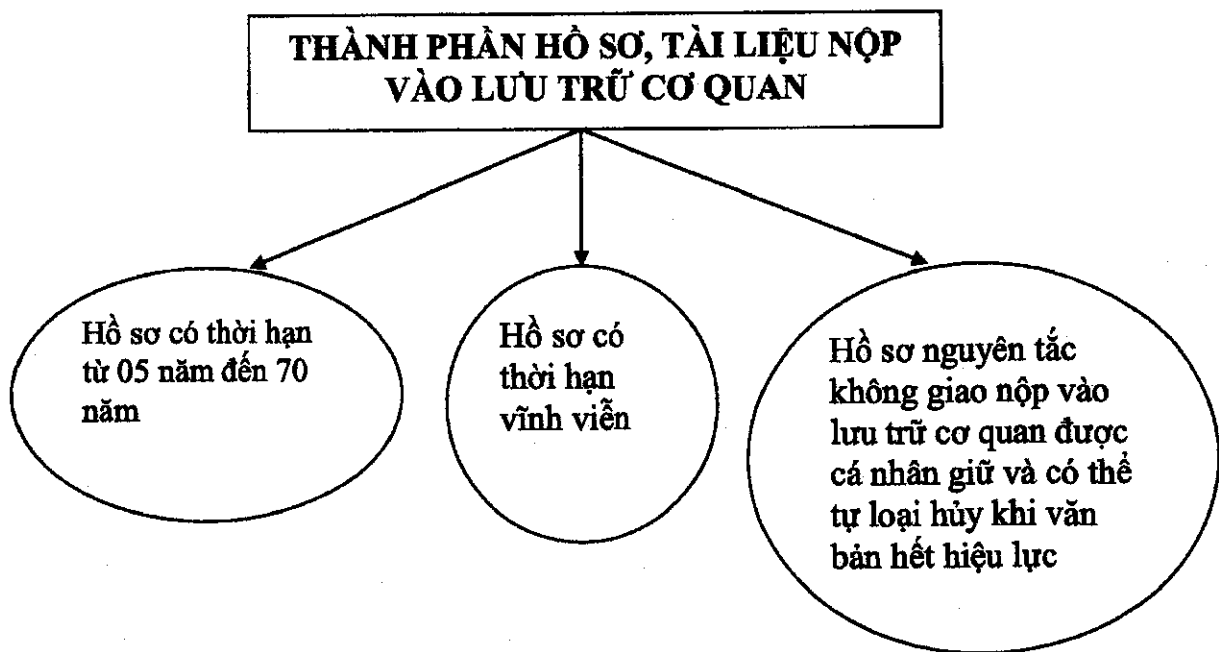 THÀNH PHẦN HỒ SƠ, TÀI LIỆU NỘP
VÀO LƯU TRỮ CƠ QUAN
Hồ sơ có thời hạn
từ 05 năm đến 70
năm
Hồ sơ có
thời hạn
vĩnh viễn
Hồ sơ nguyên tắc
không giao nộp vào
lưu trữ cơ quan được
cá nhân giữ và có thể
tự loại hủy khi văn
bản hết hiệu lực